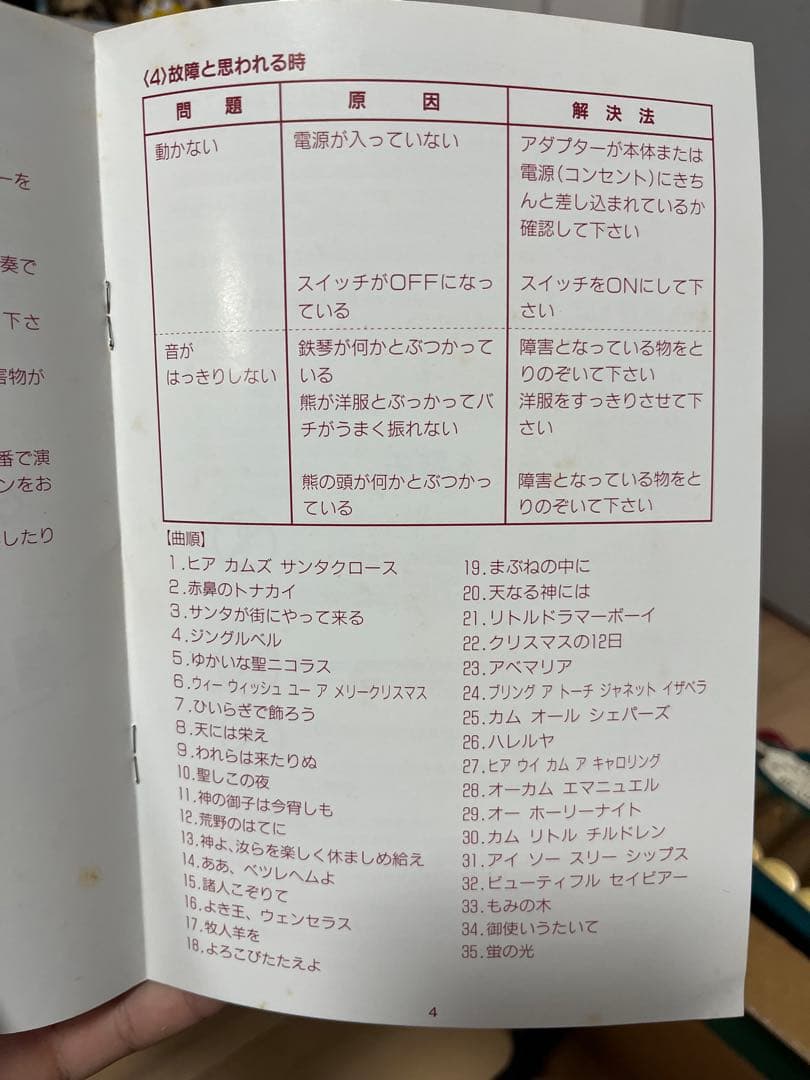 ーを
奏で
下さ
害物が
番で演
ンをお
したり
〈4〉故障と思われる時
問 題 原 因 解 決 法
動かない 電源が入っていない アダプターが本体または
電源(コンセント)にきち
んと差し込まれているか
確認して下さい
スイッチがOFFになっ スイッチをONにして下
ている さい
音が 鉄琴が何かとぶつかって 障害となっている物をと
はっきりしない いる りのぞいて下さい
熊が洋服とぶっかってバ 洋服をすっきりさせて下
チがうまく振れない さい
熊の頭が何かとぶつかっ 障害となっている物をと
ている りのぞいて下さい
【曲順】
1.ヒア カムズ サンタクロース
2.赤鼻のトナカイ
3.サンタが街にやって来る
4.ジングルベル
5.ゆかいな聖ニコラス
6.ウィー ウィッシュ ユー ア メリークリスマス
7.ひいらぎで飾ろう
8.天には栄え
9.われらは来たりぬ
10.聖しこの夜
11.神の御子は今宵しも
12.荒野のはてに
13.神よ、汝らを楽しく休ましめ給え
14.ああ、ベツレヘムよ
15.諸人こぞりて
16.よき王、ウェンセラス
17.牧人羊を
18.よろこびたたえよ
19.まぶねの中に
20.天なる神には
21.リトルドラマーボーイ
22.クリスマスの12日
23.アベマリア
24.ブリング ア トーチ ジャネット イザベラ
25.カム オール シェパーズ
26.ハレルヤ
27.ヒア ウイ カム ア キャロリング
28.オーカム エマニュエル
29.オー ホーリーナイト
30.カム リトル チルドレン
31.アイ ソー スリー シップス
32.ビューティフル セイビアー
33.もみの木
34.御使いうたいて
35.蛍の光
4